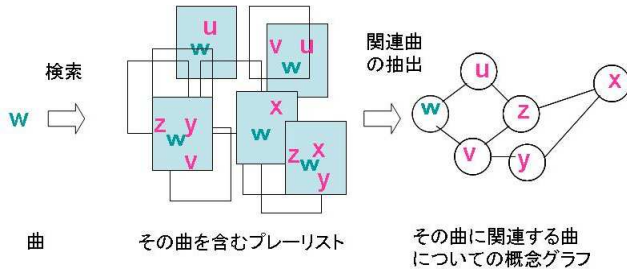 検索
w
曲
u
w
v u
w
z y
w
v
x
w
z x
w
y
その曲を含むプレーリスト
関連曲
の抽出
u
w
z
x
v
y
その曲に関連する曲
についての概念グラフ